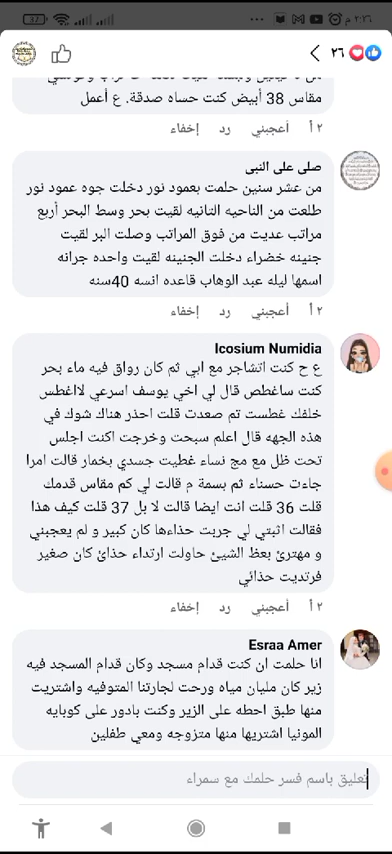 37
٢:٢٦ م
٢٦
مقاس 38 أبيض كنت حساه صدقة. ع أعمل
٢ أ أعجبني رد إخفاء
صلى على النبى
من عشر سنين حلمت بعمود نور دخلت جوه عمود نور
طلعت من الناحيه التانيه لقيت بحر وسط البحر أربع
مراتب عديت من فوق المراتب وصلت البر لقيت
جنينه خضراء دخلت الجنينه لقيت واحده جرانه
اسمها ليله عبد الوهاب قاعده انسه 40سنه
٢ أ أعجبني رد إخفاء
Icosium Numidia
ع ح كنت اتشاجر مع ابي ثم كان رواق فيه ماء بحر
كنت ساغطص قال لي اخي يوسف اسرعي لااغطس
خلفك غطست تم صعدت قلت احذر هناك شوك في
هذه الجهه قال اعلم سبحت وخرجت اكنت اجلس
تحت ظل مع مج نساء غطيت جسدي بخمار قالت امرا
جاءت حسناء ثم بسمة م قالت لي كم مقاس قدمك
قلت 36 قلت انت ايضا قالت لا بل 37 قلت كيف هذا
فقالت اثبتي لي جربت حذاءها كان كبير و لم يعجبني
و مهترئ بعظ الشيئ حاولت ارتداء حذائ كان صغير
فرتديت حذائي
٢ أ أعجبني رد إخفاء
Esraa Amer
انا حلمت ان كنت قدام مسجد وكان قدام المسجد فيه
زير كان مليان مياه ورحت لجارتنا المتوفيه واشتريت
منها طبق احطه على الزير وكنت بادور على كوبايه
المونيا اشتريها منها متزوجه ومعي طفلين
تعليق باسم فسر حلمك مع سمراء